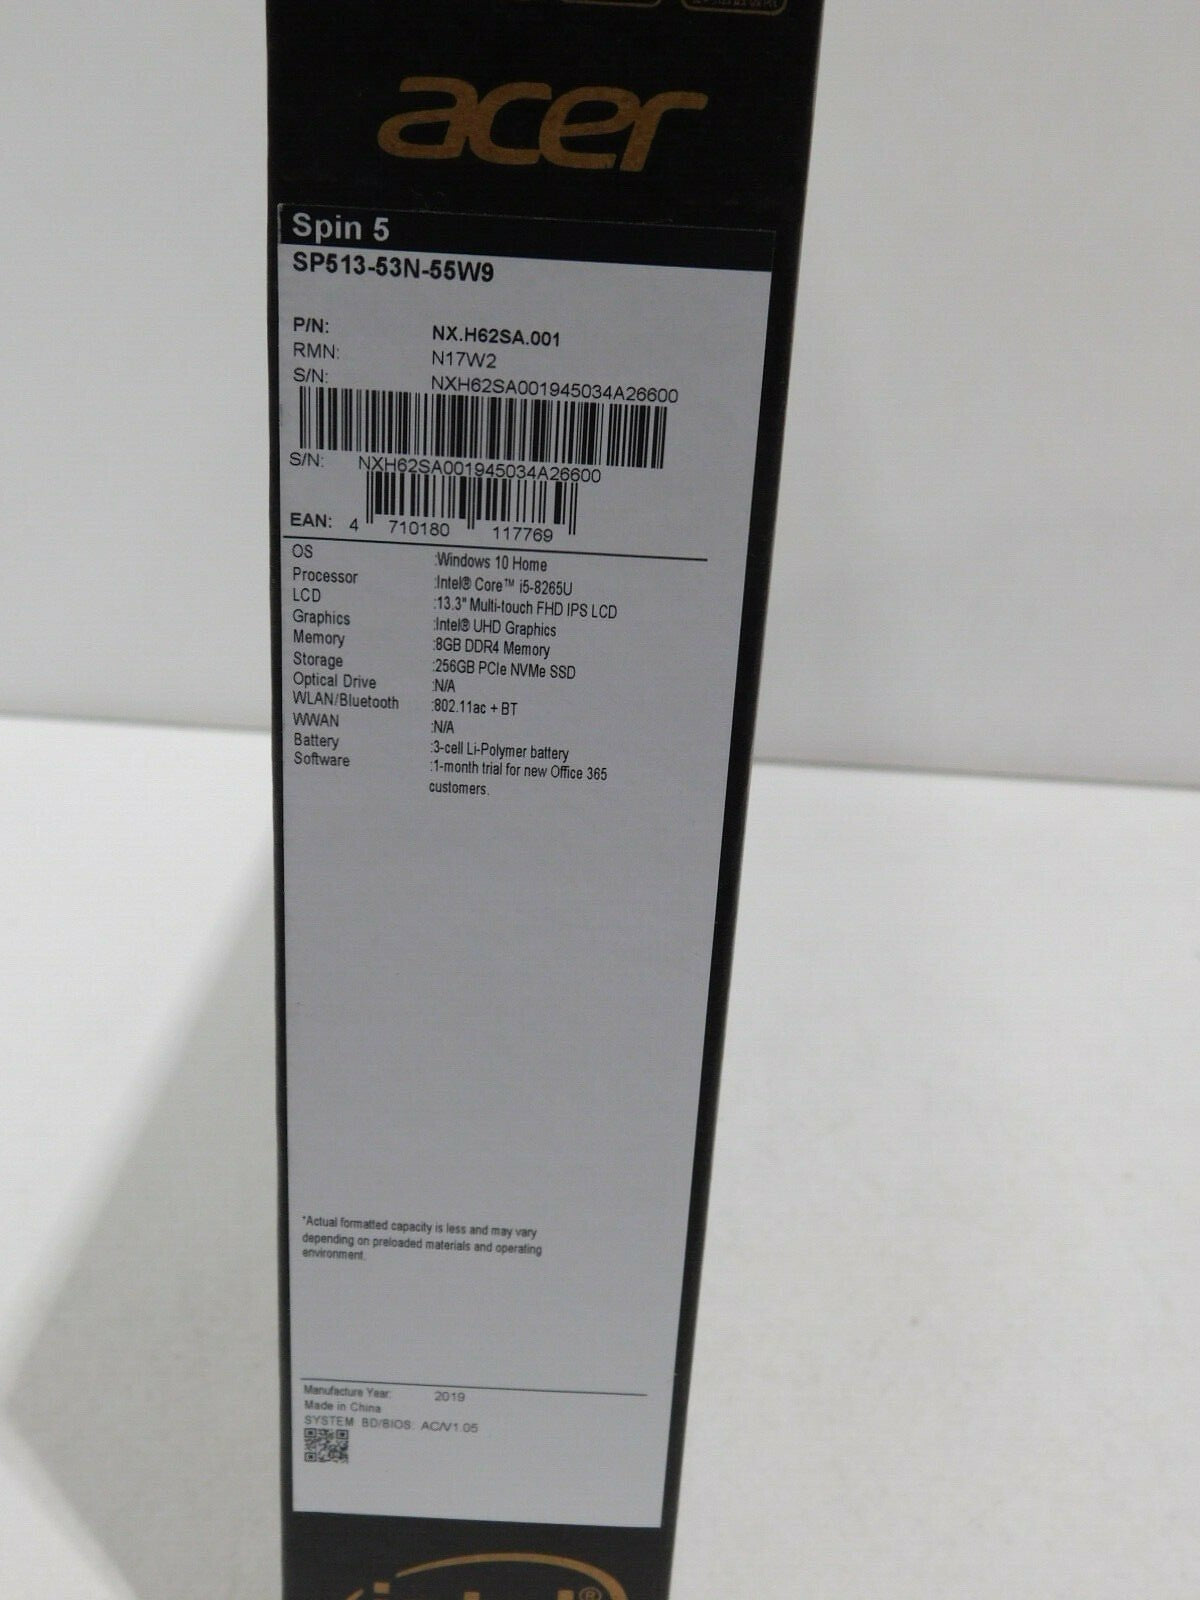 acer
Spin 5
SP513-53N-55W9
P/N: NX.H62SA.001
RMN: N17W2
S/N: NXH62SA001945034A26600
S/N: NXH62SA001945034A26600
EAN: 4 710180 117769
OS :Windows 10 Home
Processor :Intel® Core™ i5-8265U
LCD :13.3" Multi-touch FHD IPS LCD
Graphics :Intel® UHD Graphics
Memory :8GB DDR4 Memory
Storage :256GB PCIe NVMe SSD
Optical Drive :N/A
WLAN/Bluetooth :802.11ac + BT
WWAN :N/A
Battery :3-cell Li-Polymer battery
Software :1-month trial for new Office 365
customers.
*Actual formatted capacity is less and may vary
depending on preloaded materials and operating
environment.
Manufacture Year: 2019
Made in China
SYSTEM BD/BIOS: AC/V1.05